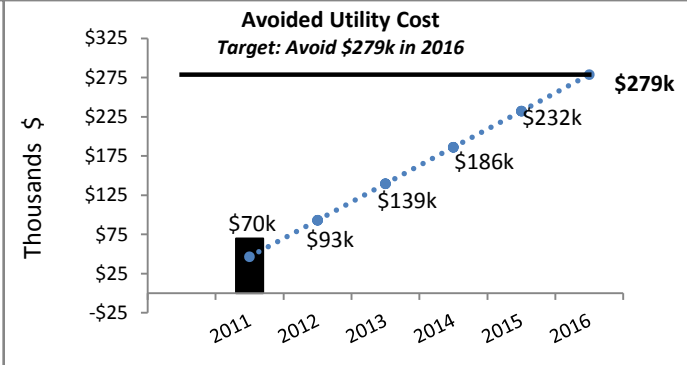 Avoided Utility Cost
Target: Avoid $279k in 2016
Thousands $
$325
$275
$225
$175
$125
$75
$25
-$25
$70k
$93k
$139k
$186k
$232k
$279k
2011
2012
2013
2014
2015
2016